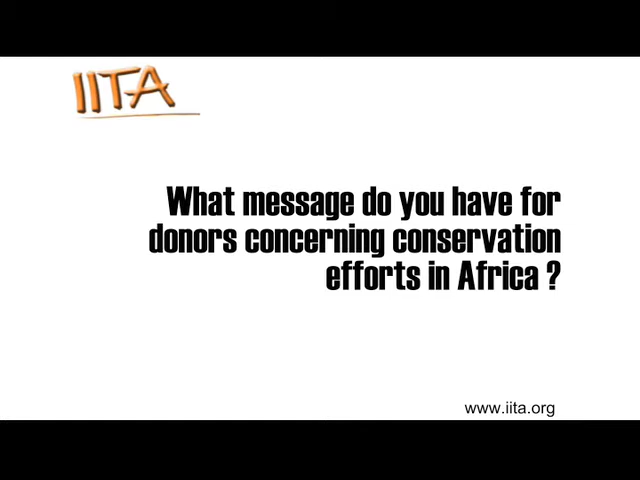 IITA
What message do you have for
donors concerning conservation
efforts in Africa ?
www.iita.org